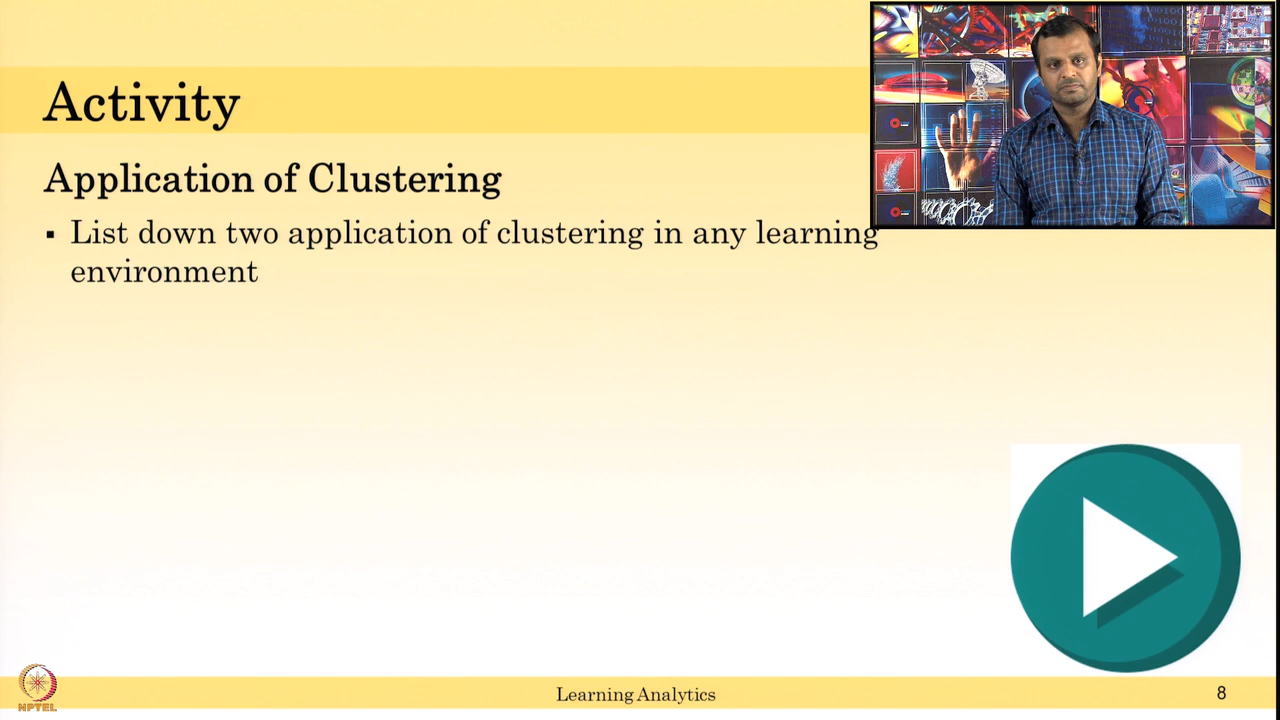 Activity
Application of Clustering
▪ List down two application of clustering in any learning
environment
NPTEL
Learning Analytics
8